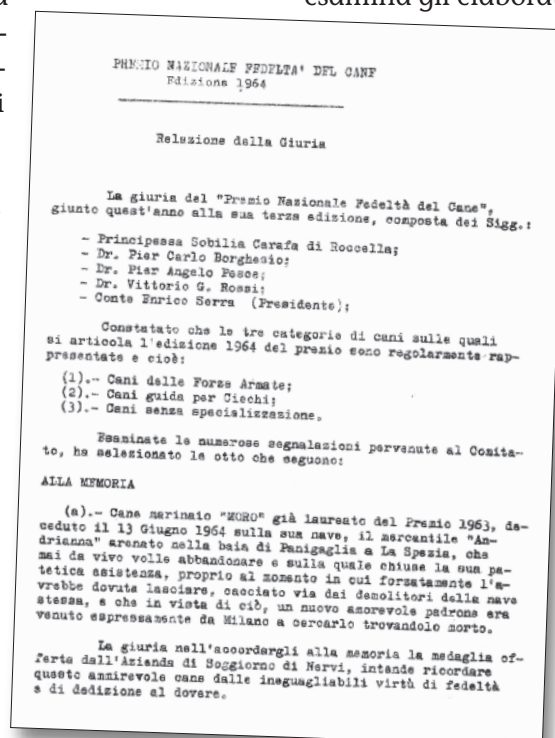 esamina gli elabora
i
PREMIO NAZIONALE FEDELTA' DEL CANE
Edizione 1964
Relazione della Giuria
La giuria del "Premio Nazionale Fedeltà del Cane",
giunto quest'anno alla sua terza edizione, composta dei Sigg.:
- Principessa Sobilia Carafa di Roccella;
- Dr. Pier Carlo Borghesio;
- Dr. Pier Angelo Pesce;
- Dr. Vittorio G. Rossi;
- Conte Enrico Serra (Presidente);
Constatato che le tre categorie di cani sulle quali
si articola l'edizione 1964 del premio sono regolarmente rap-
presentate e cioè:
(1).- Cani delle Forze Armate;
(2).- Cani guida per Ciechi;
(3).- Cani senza specializzazione.
Esaminate le numerose segnalazioni pervenute al Comita-
to, ha selezionato le otto che seguono:
ALLA MEMORIA
(a).- Cane marinaio "MORO" già laureato del Premio 1963, de-
ceduto il 13 Giugno 1964 sulla sua nave, il mercantile "An-
drianna" arenato nella baia di Panigaglia a La Spezia, che
mai da vivo volle abbandonare e sulla quale chiuse la sua pa-
tetica esistenza, proprio al momento in cui forzatamente l'a-
vrebbe dovuta lasciare, cacciato via dai demolitori della nave
stessa, e che in vista di ciò, un nuovo amorevole padrone era
venuto espressamente da Milano a cercarlo trovandolo morto.
La giuria nell'accordargli alla memoria la medaglia of-
ferta dall'Azienda di Soggiorno di Nervi, intende ricordare
questo ammirevole cane dalle ineguagliabili virtù di fedeltà
e di dedizione al dovere.